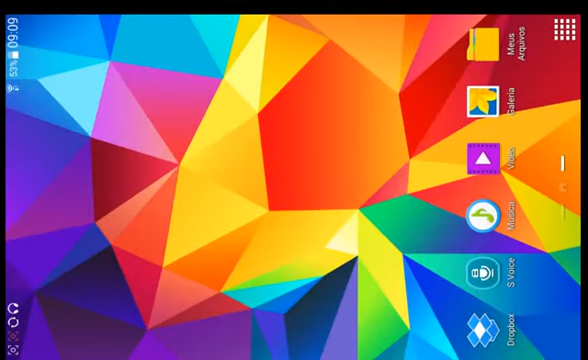 09:09
53%
Meus
Arquivos
Galeria
Vídeo
Música
S Voice
Dropbox